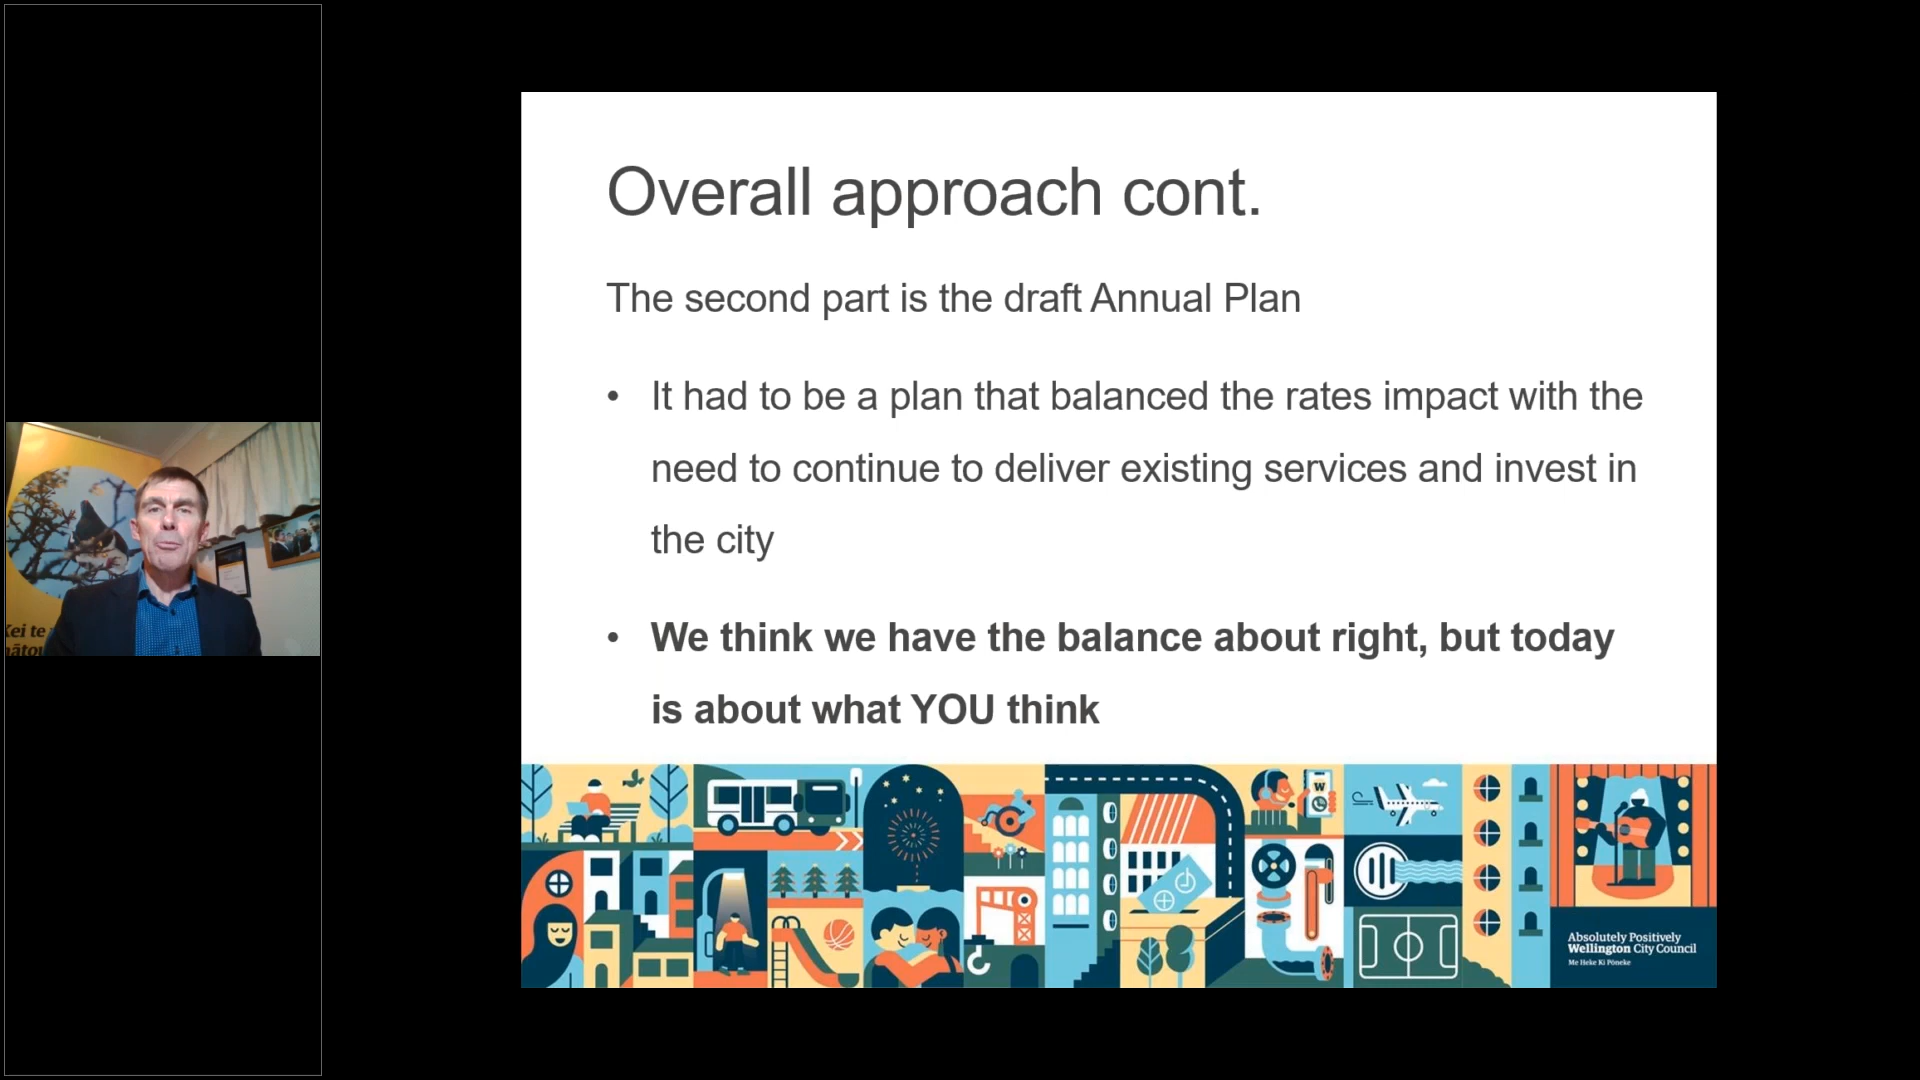 Overall approach cont.
The second part is the draft Annual Plan
• It had to be a plan that balanced the rates impact with the
need to continue to deliver existing services and invest in
the city
• We think we have the balance about right, but today
is about what YOU think
W
Absolutely Positively
Wellington City Council
Me Heke Ki Pōneke
Kei te